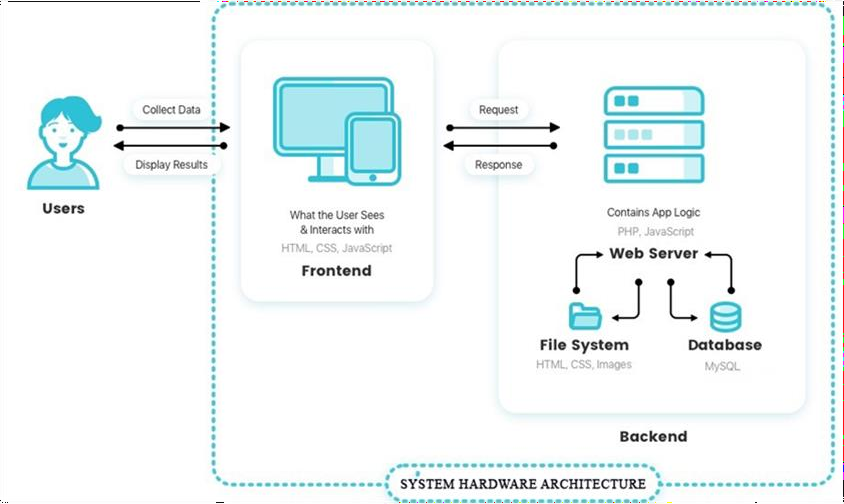 Collect Data
Display Results
Users
What the User Sees
& Interacts with
HTML, CSS, JavaScript
Frontend
Request
Response
Contains App Logic
PHP, JavaScript
Web Server
File System
HTML, CSS, Images
Database
MySQL
Backend
SYSTEM HARDWARE ARCHITECTURE